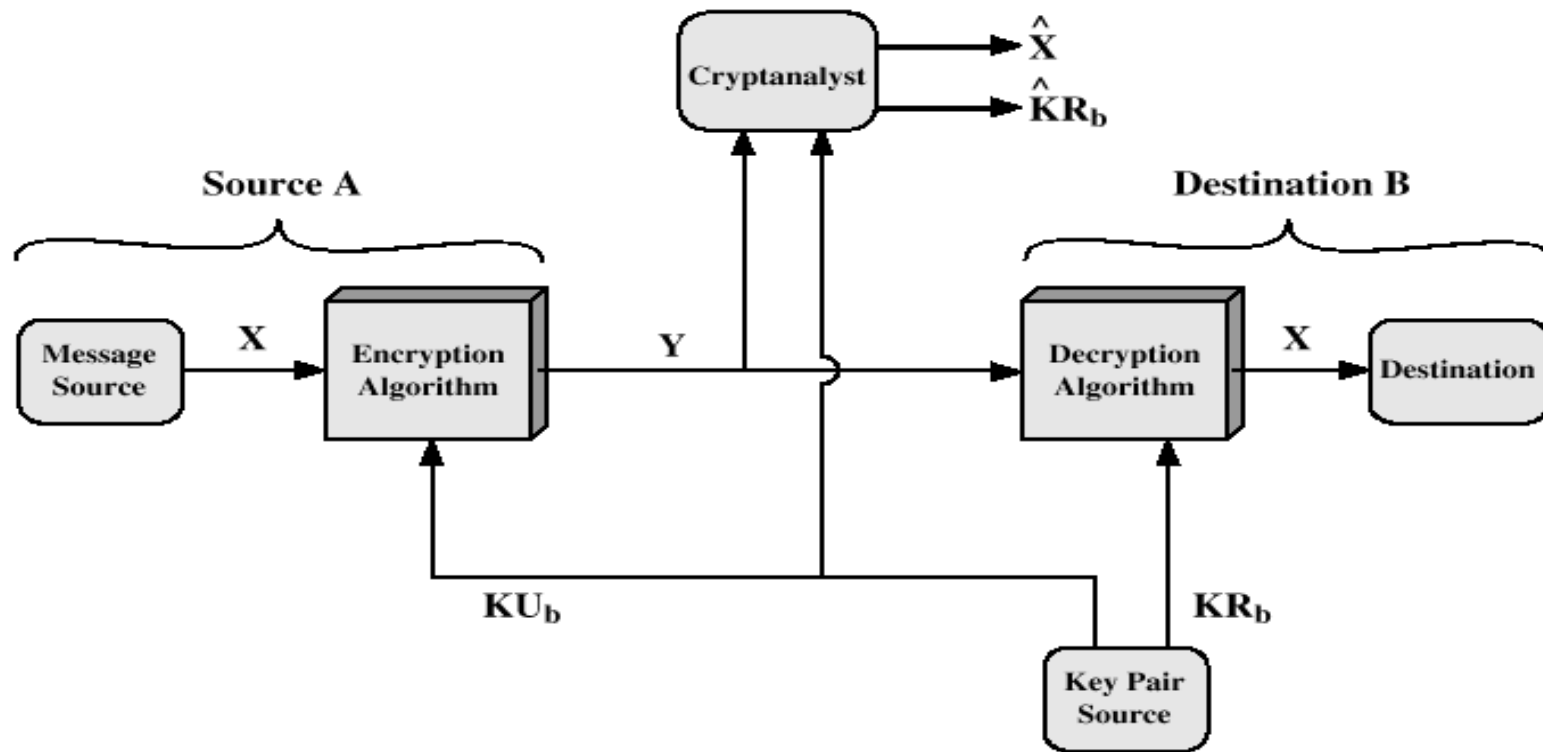 X̂
Cryptanalyst
K̂R_b
Source A
Destination B
Message
Source
X
Encryption
Algorithm
Y
Decryption
Algorithm
X
Destination
KU_b
KR_b
Key Pair
Source